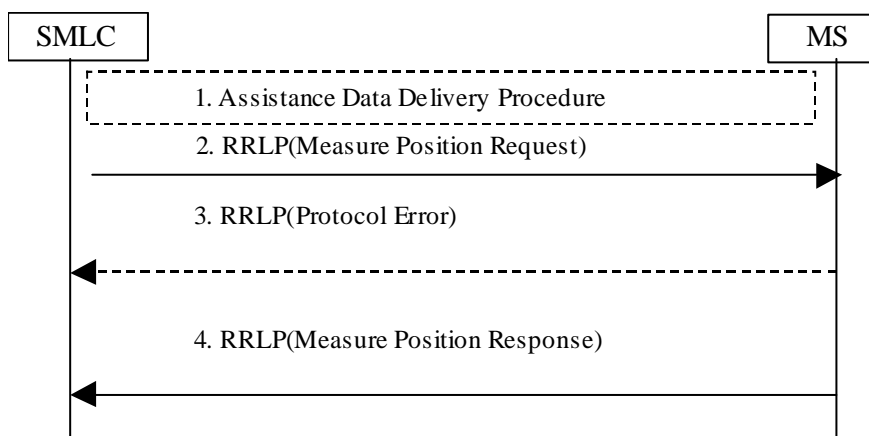 SMLC
MS
1. Assistance Data Delivery Procedure
2. RRLP(Measure Position Request)
3. RRLP(Protocol Error)
4. RRLP(Measure Position Response)